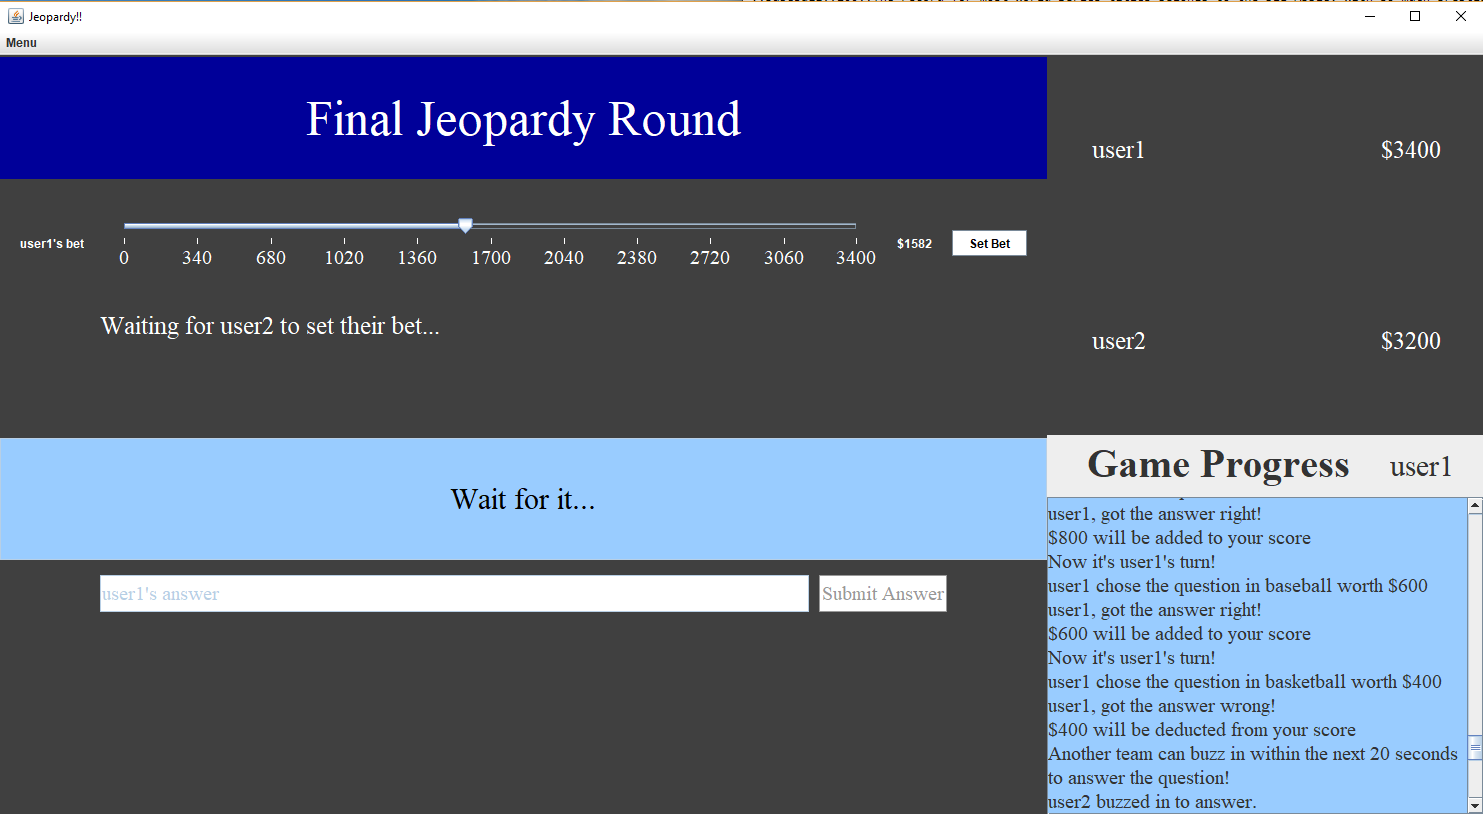 Jeopardy!!
Menu
Final Jeopardy Round
user1 $3400
user1's bet
0 340 680 1020 1360 1700 2040 2380 2720 3060 3400
$1582
Set Bet
Waiting for user2 to set their bet...
user2 $3200
Wait for it...
user1's answer
Submit Answer
Game Progress user1
user1, got the answer right!
$800 will be added to your score
Now it's user1's turn!
user1 chose the question in baseball worth $600
user1, got the answer right!
$600 will be added to your score
Now it's user1's turn!
user1 chose the question in basketball worth $400
user1, got the answer wrong!
$400 will be deducted from your score
Another team can buzz in within the next 20 seconds
to answer the question!
user2 buzzed in to answer.